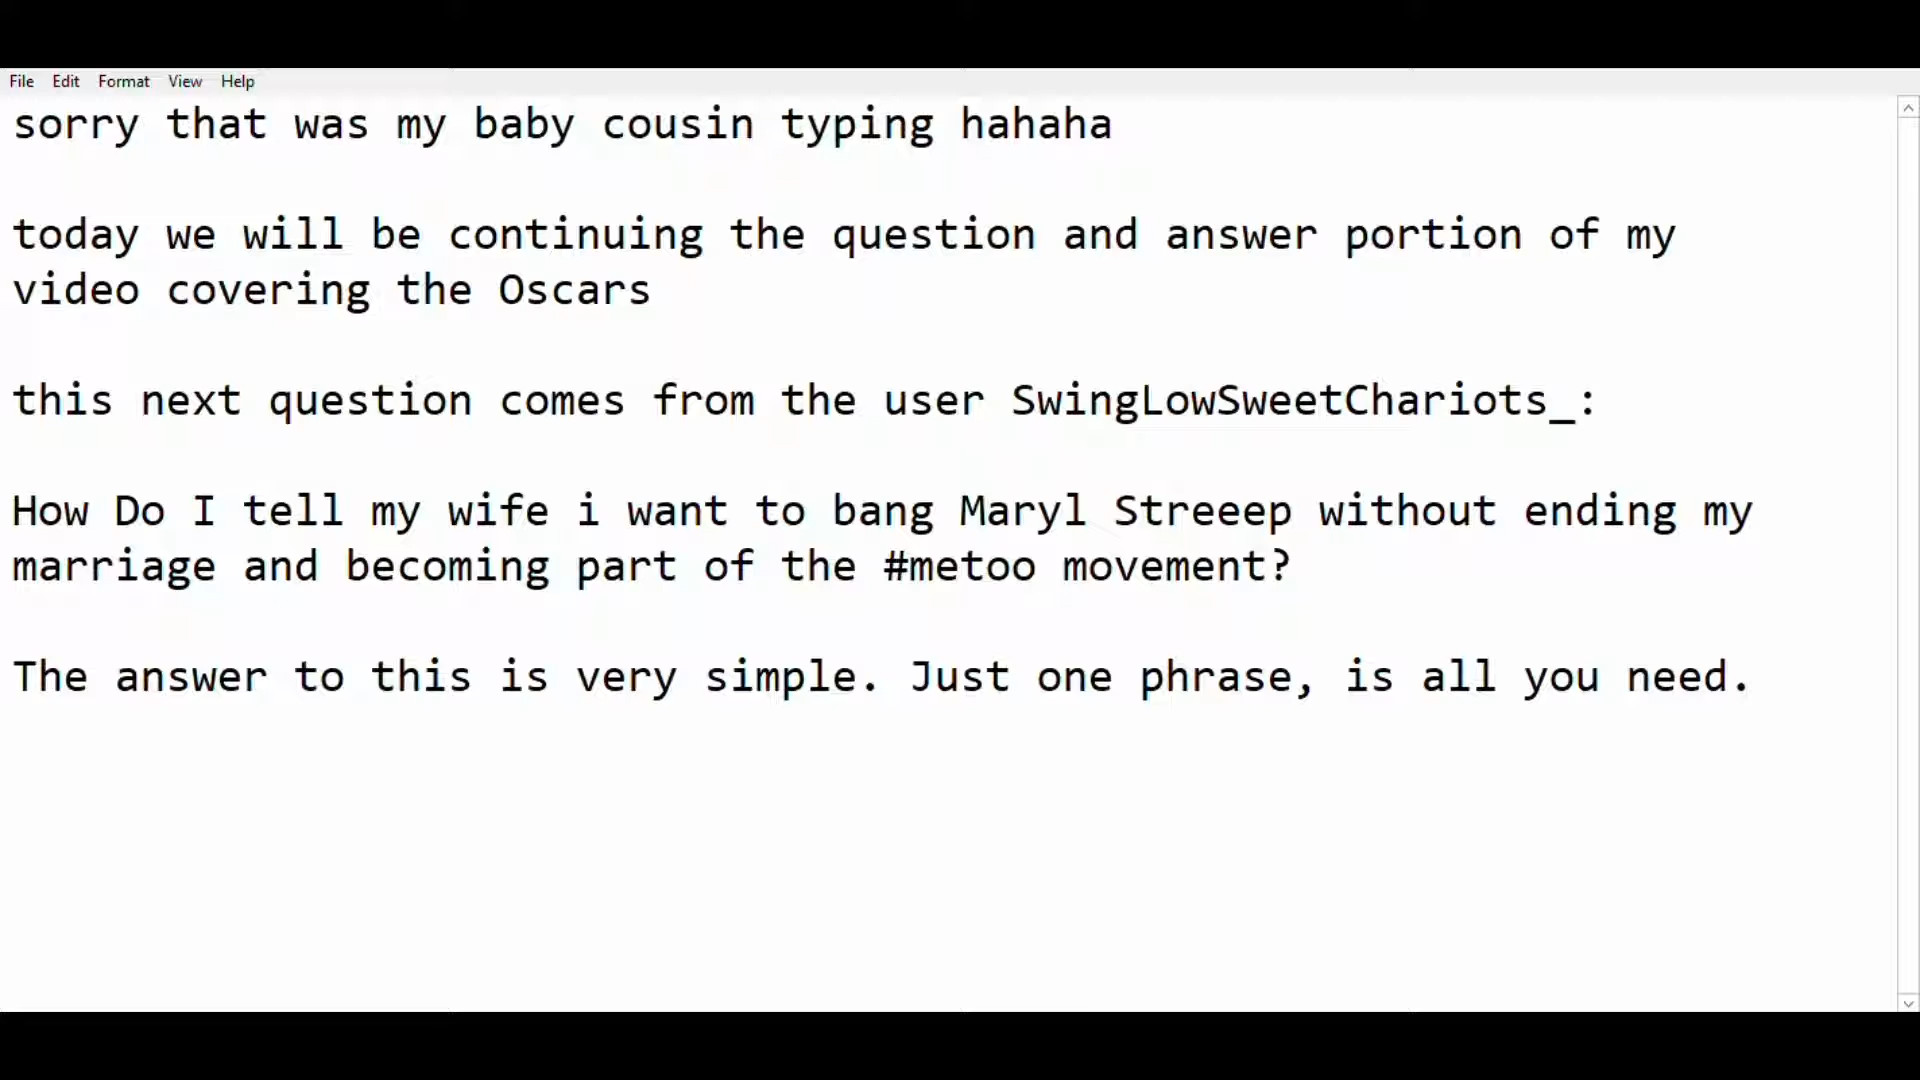 File Edit Format View Help
sorry that was my baby cousin typing hahaha
today we will be continuing the question and answer portion of my
video covering the Oscars
this next question comes from the user SwingLowSweetChariots_:
How Do I tell my wife i want to bang Maryl Streeep without ending my
marriage and becoming part of the #metoo movement?
The answer to this is very simple. Just one phrase, is all you need.